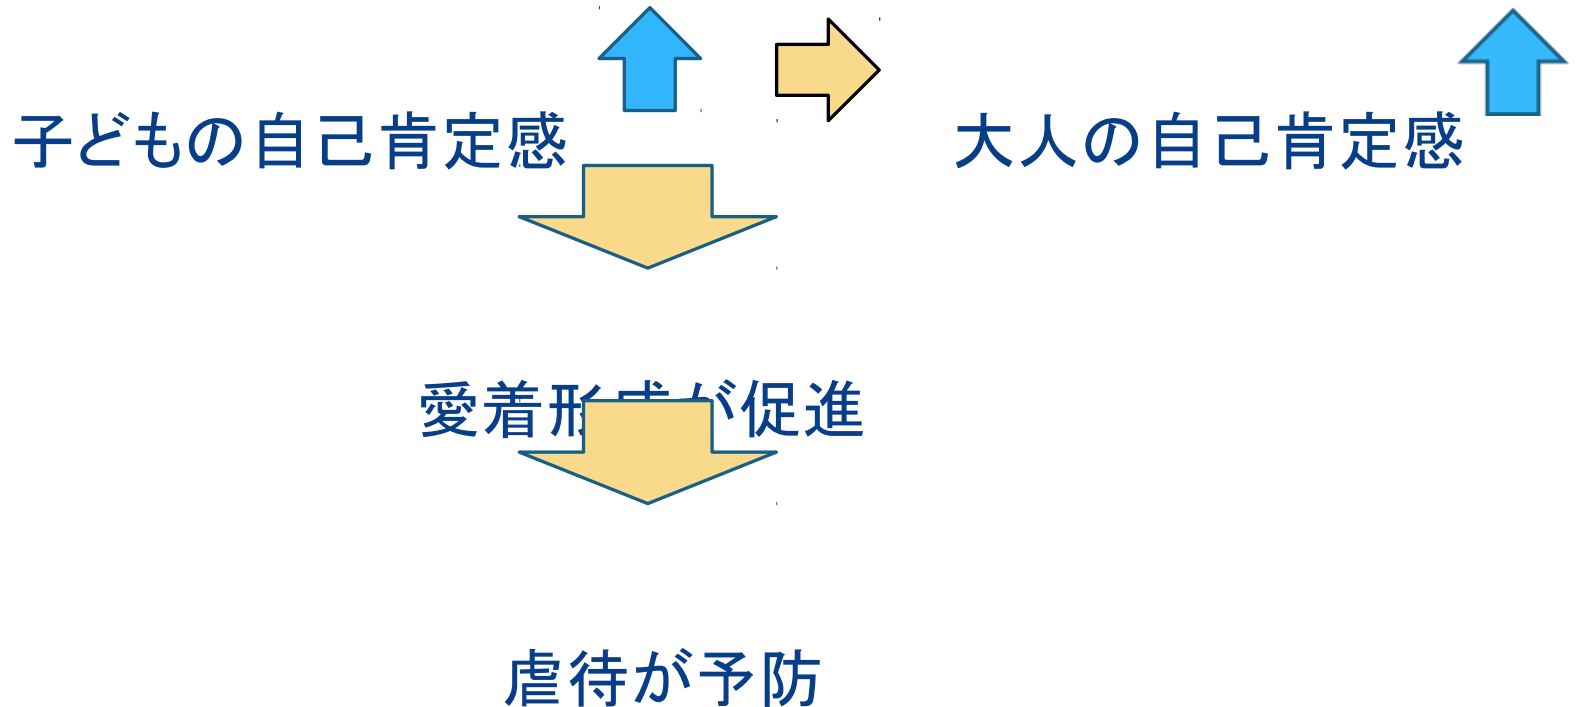 子どもの自己肯定感
大人の自己肯定感
愛着形成が促進
虐待が予防